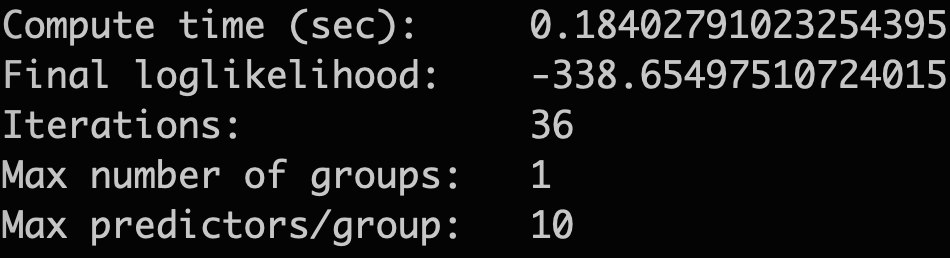 Compute time (sec): 0.18402791023254395
Final loglikelihood: -338.65497510724015
Iterations: 36
Max number of groups: 1
Max predictors/group: 10